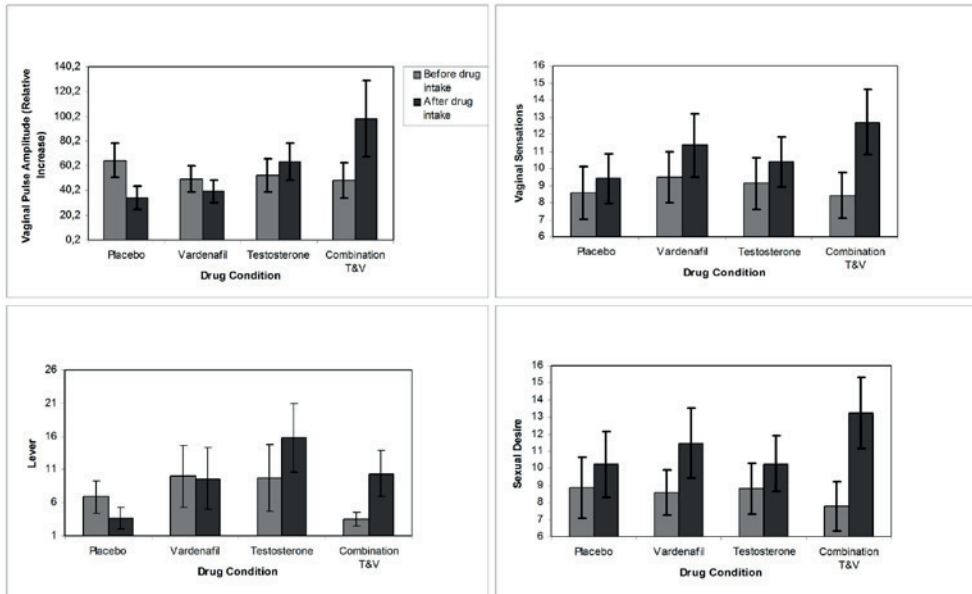 Vaginal Pulse Amplitude (Relative
Increase)
140,2
120,2
100,2
80,2
60,2
40,2
20,2
0,2
Placebo
Vardenafil
Testosterone
Combination
T&V
Drug Condition
Before drug
intake
After drug
intake
Vaginal Sensations
16
15
14
13
12
11
10
9
8
7
6
Placebo
Vardenafil
Testosterone
Combination
T&V
Drug Condition
Lever
26
21
16
11
6
1
Placebo
Vardenafil
Testosterone
Combination
T&V
Drug Condition
Sexual Desire
16
15
14
13
12
11
10
9
8
7
6
Placebo
Vardenafil
Testosterone
Combination
T&V
Drug Condition